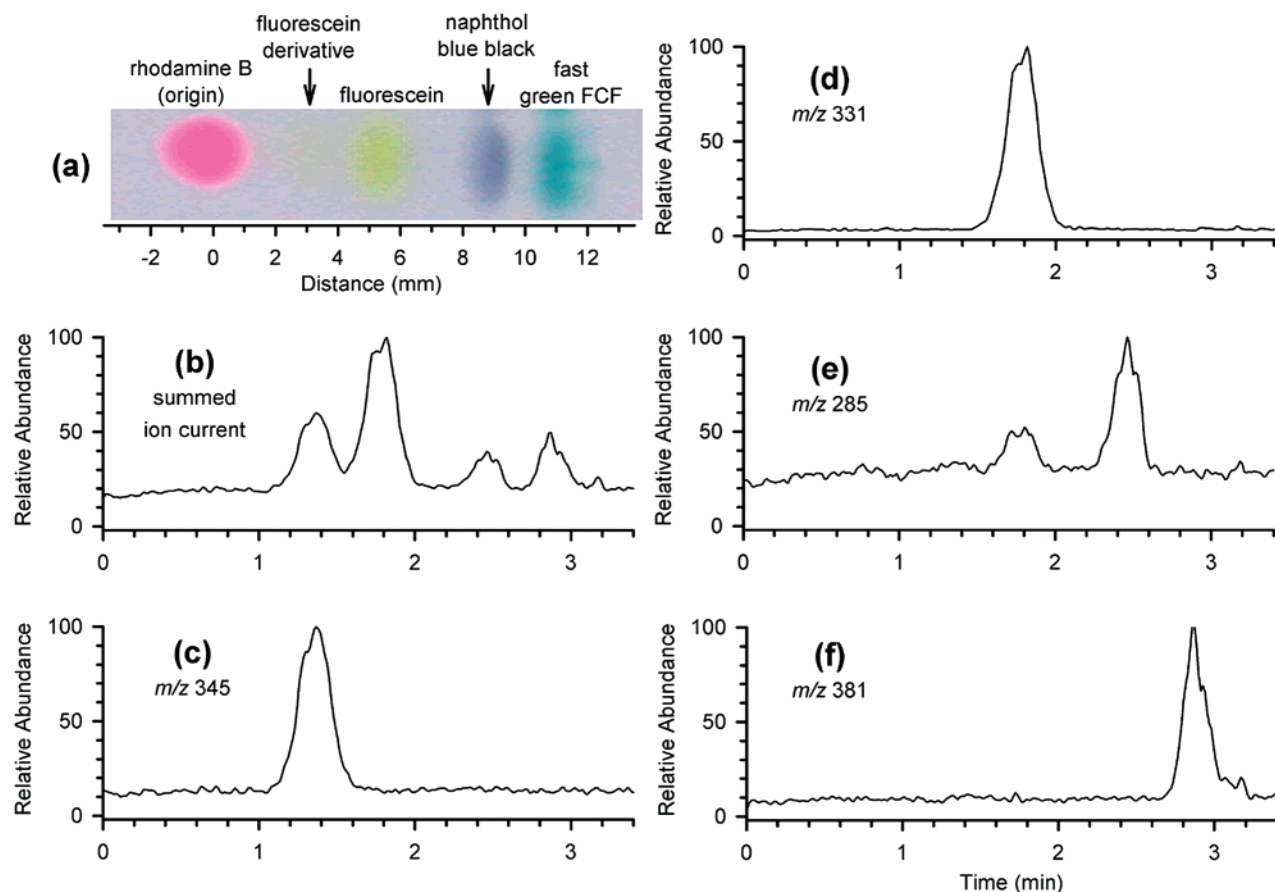 fluorescein
derivative
naphthol
blue black
rhodamine B
(origin)
fluorescein
fast
green FCF
(a)
-2 0 2 4 6 8 10 12
Distance (mm)
Relative Abundance
100
50
0
(b)
summed
ion current
0 1 2 3
Relative Abundance
100
50
0
(c)
m/z 345
0 1 2 3
Relative Abundance
100
50
0
(d)
m/z 331
0 1 2 3
Relative Abundance
100
50
0
(e)
m/z 285
0 1 2 3
Relative Abundance
100
50
0
(f)
m/z 381
0 1 2 3
Time (min)